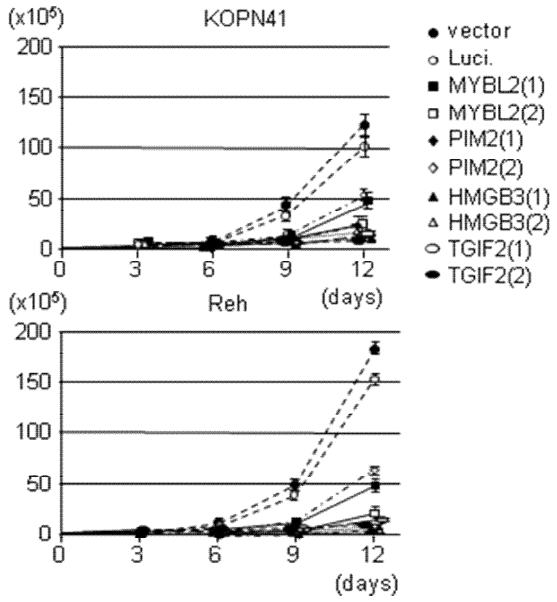 (x10⁵) KOPN41
200
150
100
50
0
0 3 6 9 12
(days)
vector
Luci.
MYBL2(1)
MYBL2(2)
PIM2(1)
PIM2(2)
HMGB3(1)
HMGB3(2)
TGIF2(1)
TGIF2(2)
(x10⁵) Reh
200
150
100
50
0
0 3 6 9 12
(days)